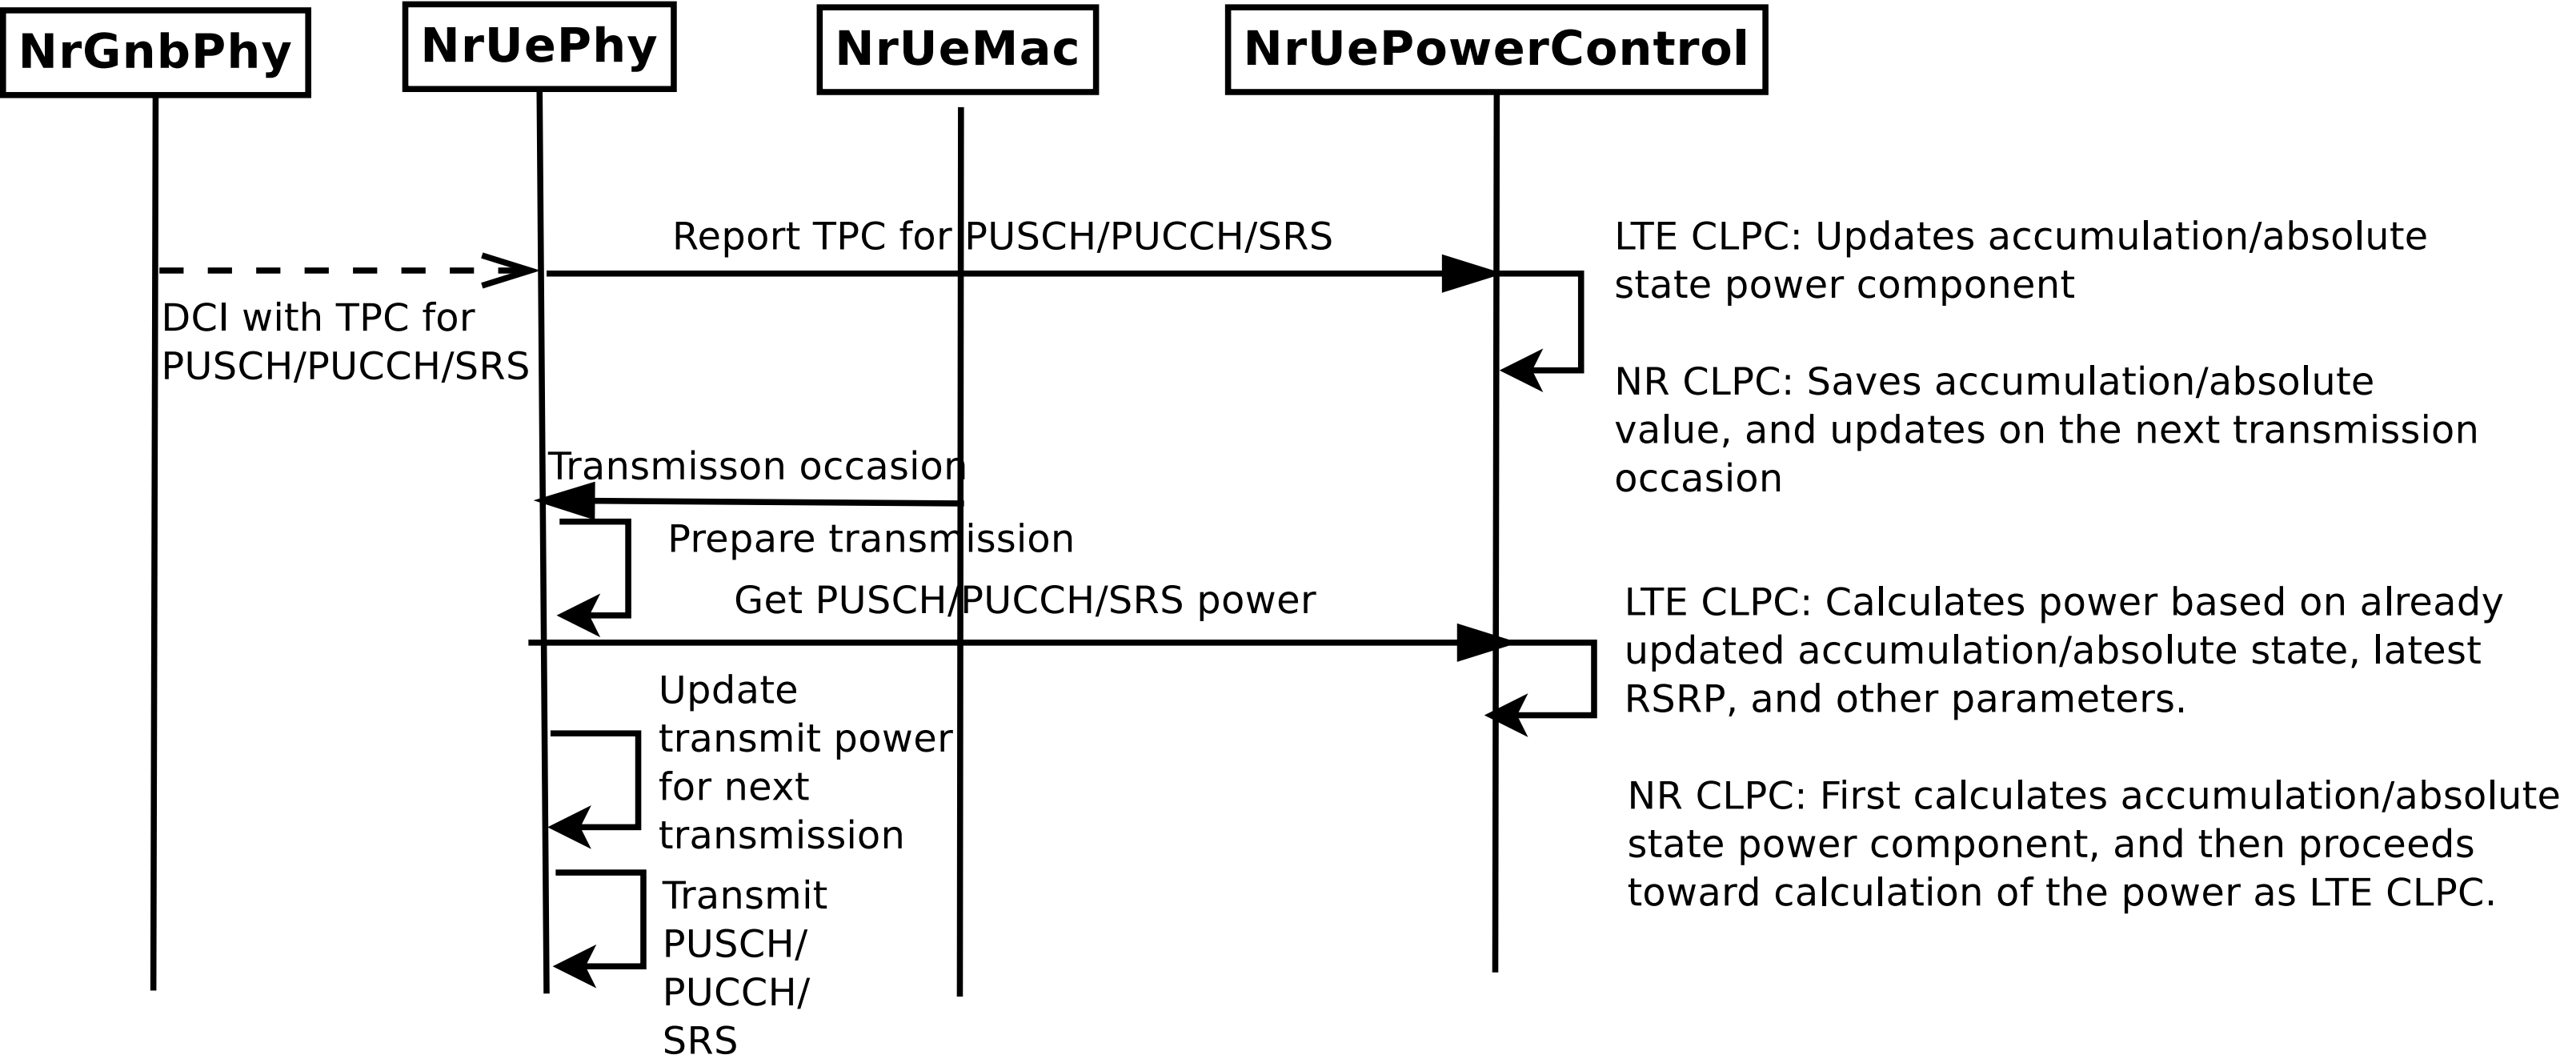 NrGnbPhy
NrUePhy
NrUeMac
NrUePowerControl
Report TPC for PUSCH/PUCCH/SRS
LTE CLPC: Updates accumulation/absolute
state power component
DCI with TPC for
PUSCH/PUCCH/SRS
NR CLPC: Saves accumulation/absolute
value, and updates on the next transmission
occasion
Transmisson occasion
Prepare transmission
Get PUSCH/PUCCH/SRS power
LTE CLPC: Calculates power based on already
updated accumulation/absolute state, latest
RSRP, and other parameters.
Update
transmit power
for next
transmission
NR CLPC: First calculates accumulation/absolute
state power component, and then proceeds
toward calculation of the power as LTE CLPC.
Transmit
PUSCH/
PUCCH/
SRS